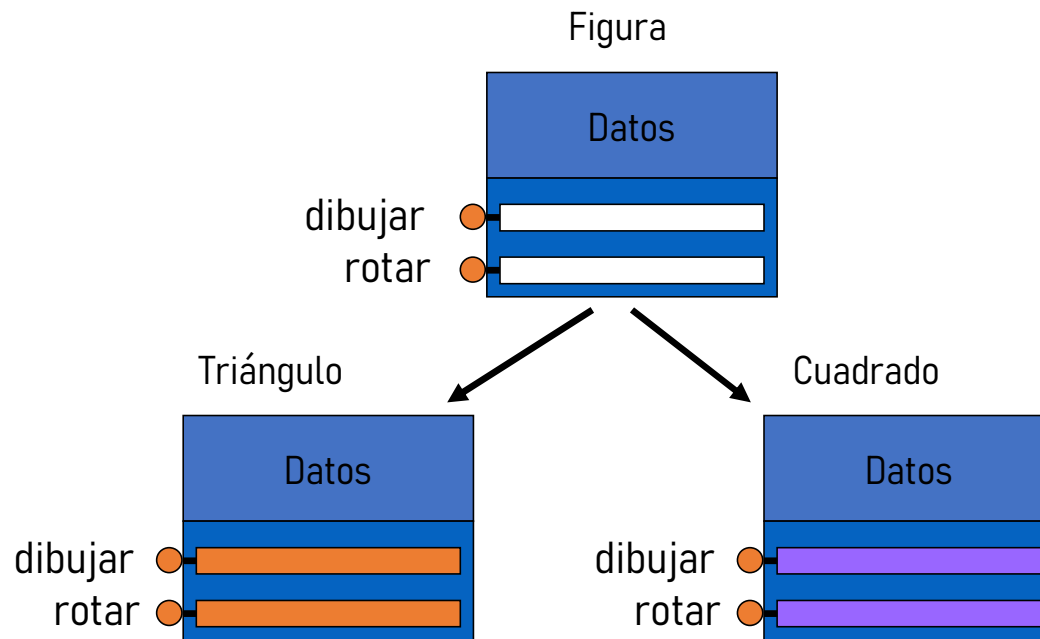 Figura
Datos
dibujar
rotar
Triángulo
Cuadrado
Datos
Datos
dibujar
dibujar
rotar
rotar